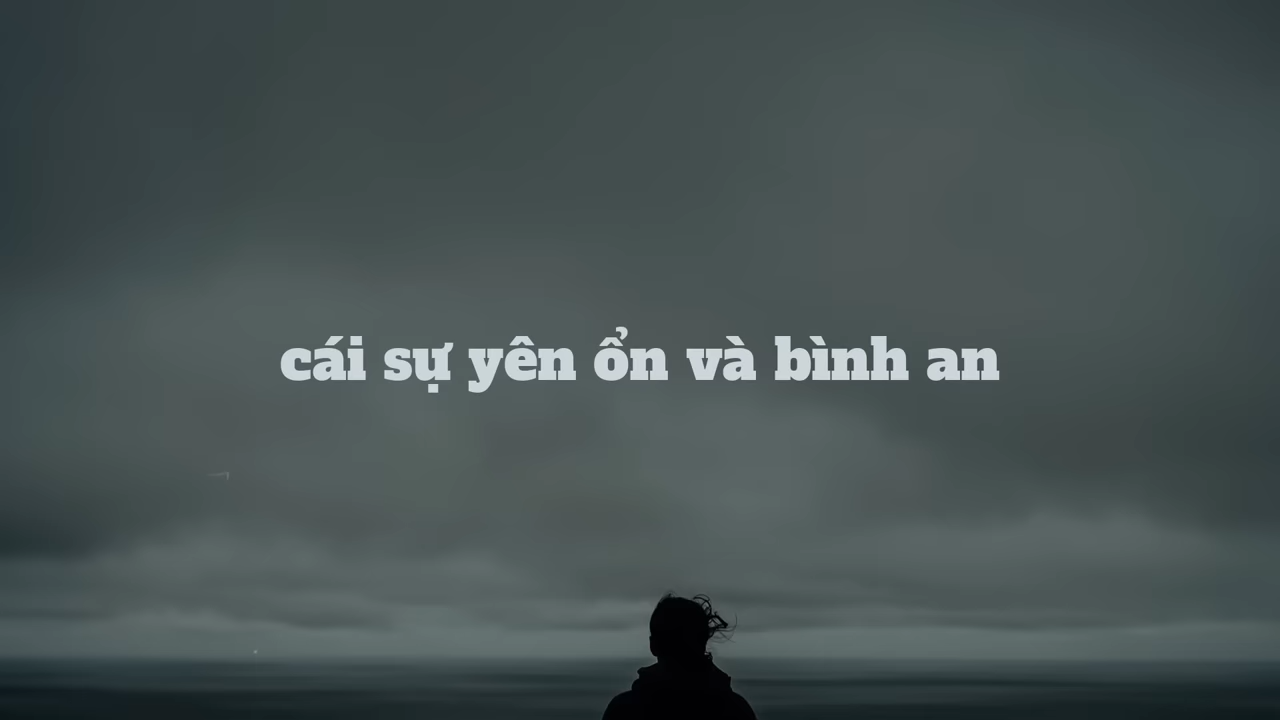 cái sự yên ổn và bình an